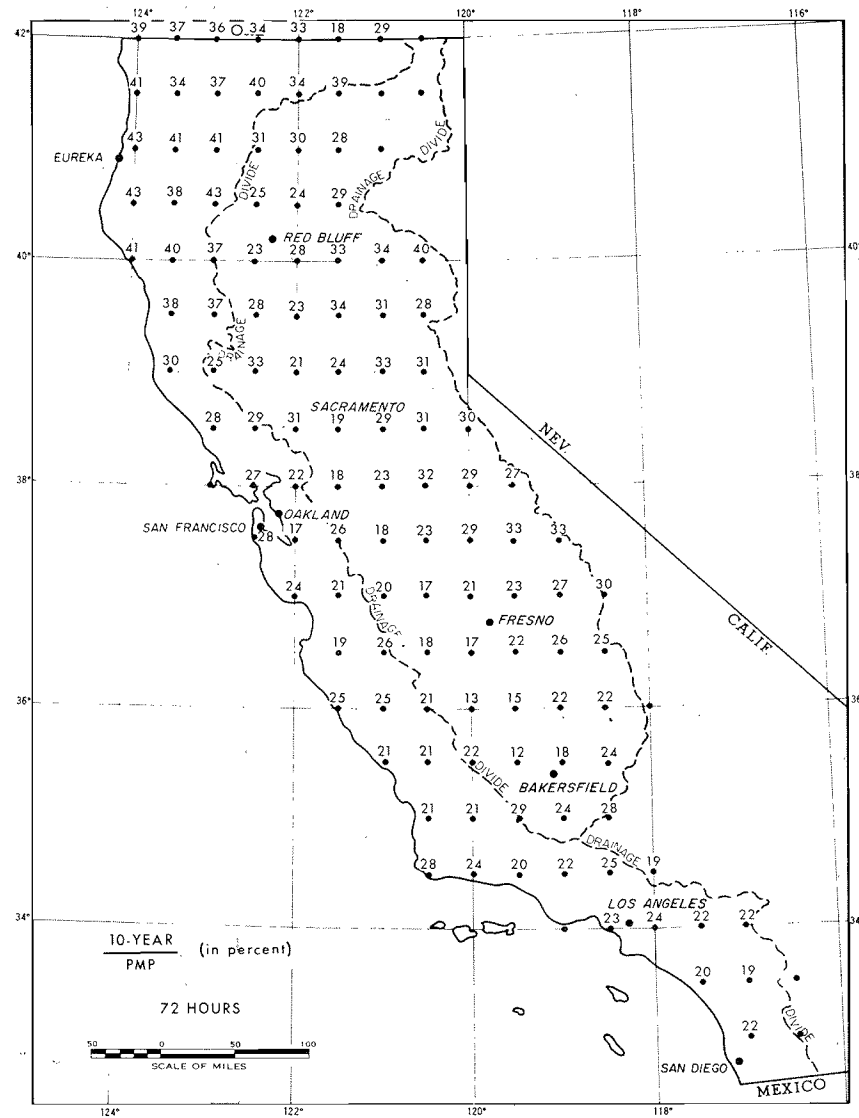 124° 122° 120° 118° 116°
42° 39 37 36 34 33 18 29 42°
41 34 37 40 34 39
43 41 41 31 30 28
EUREKA
DIVIDE
DRAINAGE
DIVIDE
43 38 43 25 24 29
RED BLUFF
40° 41 40 37 23 28 33 34 40 40°
38 37 28 23 34 31 28
30 25 33 21 24 33 31
SACRAMENTO
28 29 31 19 29 31 30
NEV.
38° 27 22 18 23 32 29 27 38°
OAKLAND
SAN FRANCISCO
28 17 26 18 23 29 33 33
24 21 20 17 21 23 27 30
DRAINAGE
FRESNO
CALIF.
19 26 18 17 22 26 25
36° 25 25 21 13 15 22 22 36°
21 21 22 12 18 24
DIVIDE
BAKERSFIELD
21 21 29 24 28
DRAINAGE
28 24 20 22 25 19
LOS ANGELES
34° 23 24 22 22 34°
10-YEAR
PMP
(in percent)
20 19
72 HOURS
22
DIVIDE
50 0 50 100
SCALE OF MILES
SAN DIEGO
MEXICO
124° 122° 120° 118°